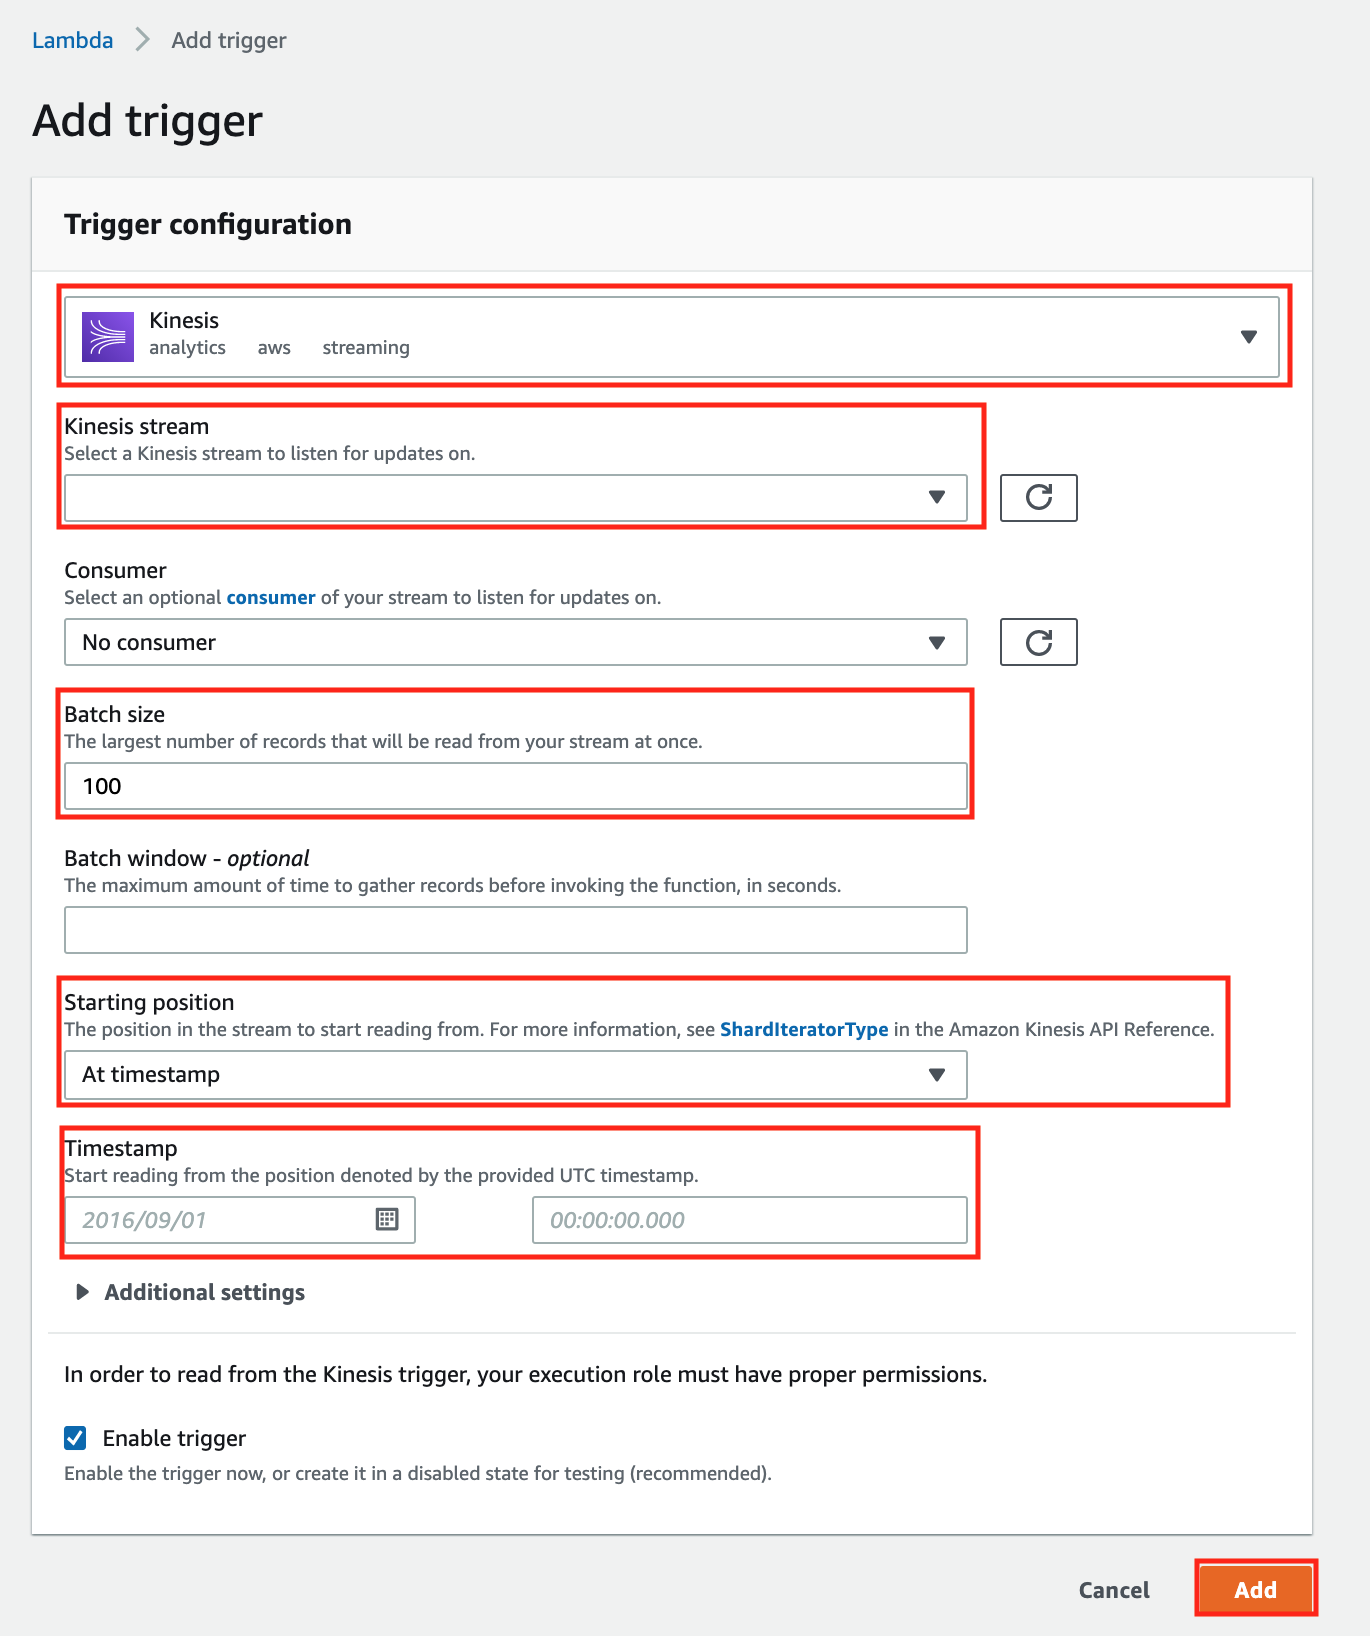 Lambda Add trigger
Add trigger
Trigger configuration
Kinesis
analytics aws streaming
Kinesis stream
Select a Kinesis stream to listen for updates on.
Consumer
Select an optional consumer of your stream to listen for updates on.
No consumer
Batch size
The largest number of records that will be read from your stream at once.
100
Batch window - optional
The maximum amount of time to gather records before invoking the function, in seconds.
Starting position
The position in the stream to start reading from. For more information, see ShardIteratorType in the Amazon Kinesis API Reference.
At timestamp
Timestamp
Start reading from the position denoted by the provided UTC timestamp.
2016/09/01 00:00:00.000
Additional settings
In order to read from the Kinesis trigger, your execution role must have proper permissions.
Enable trigger
Enable the trigger now, or create it in a disabled state for testing (recommended).
Cancel Add